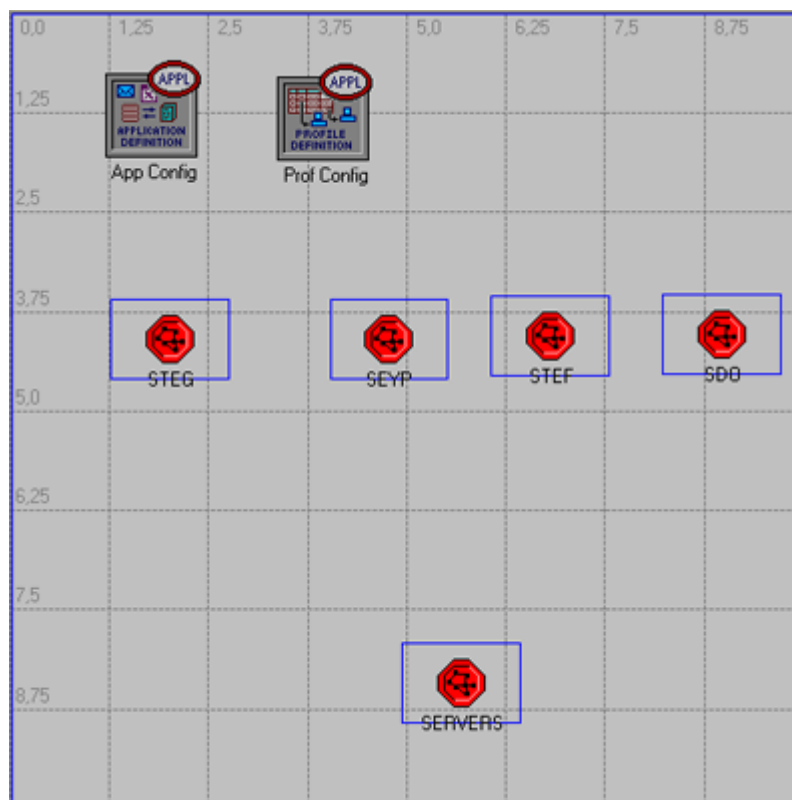 0,0 1,25 2,5 3,75 5,0 6,25 7,5 8,75
APPL APPL
1,25
APPLICATION DEFINITION PROFILE DEFINITION
App Config Prof Config
2,5
3,75
STEG SEYP STEF SDO
5,0
6,25
7,5
8,75
SERVERS